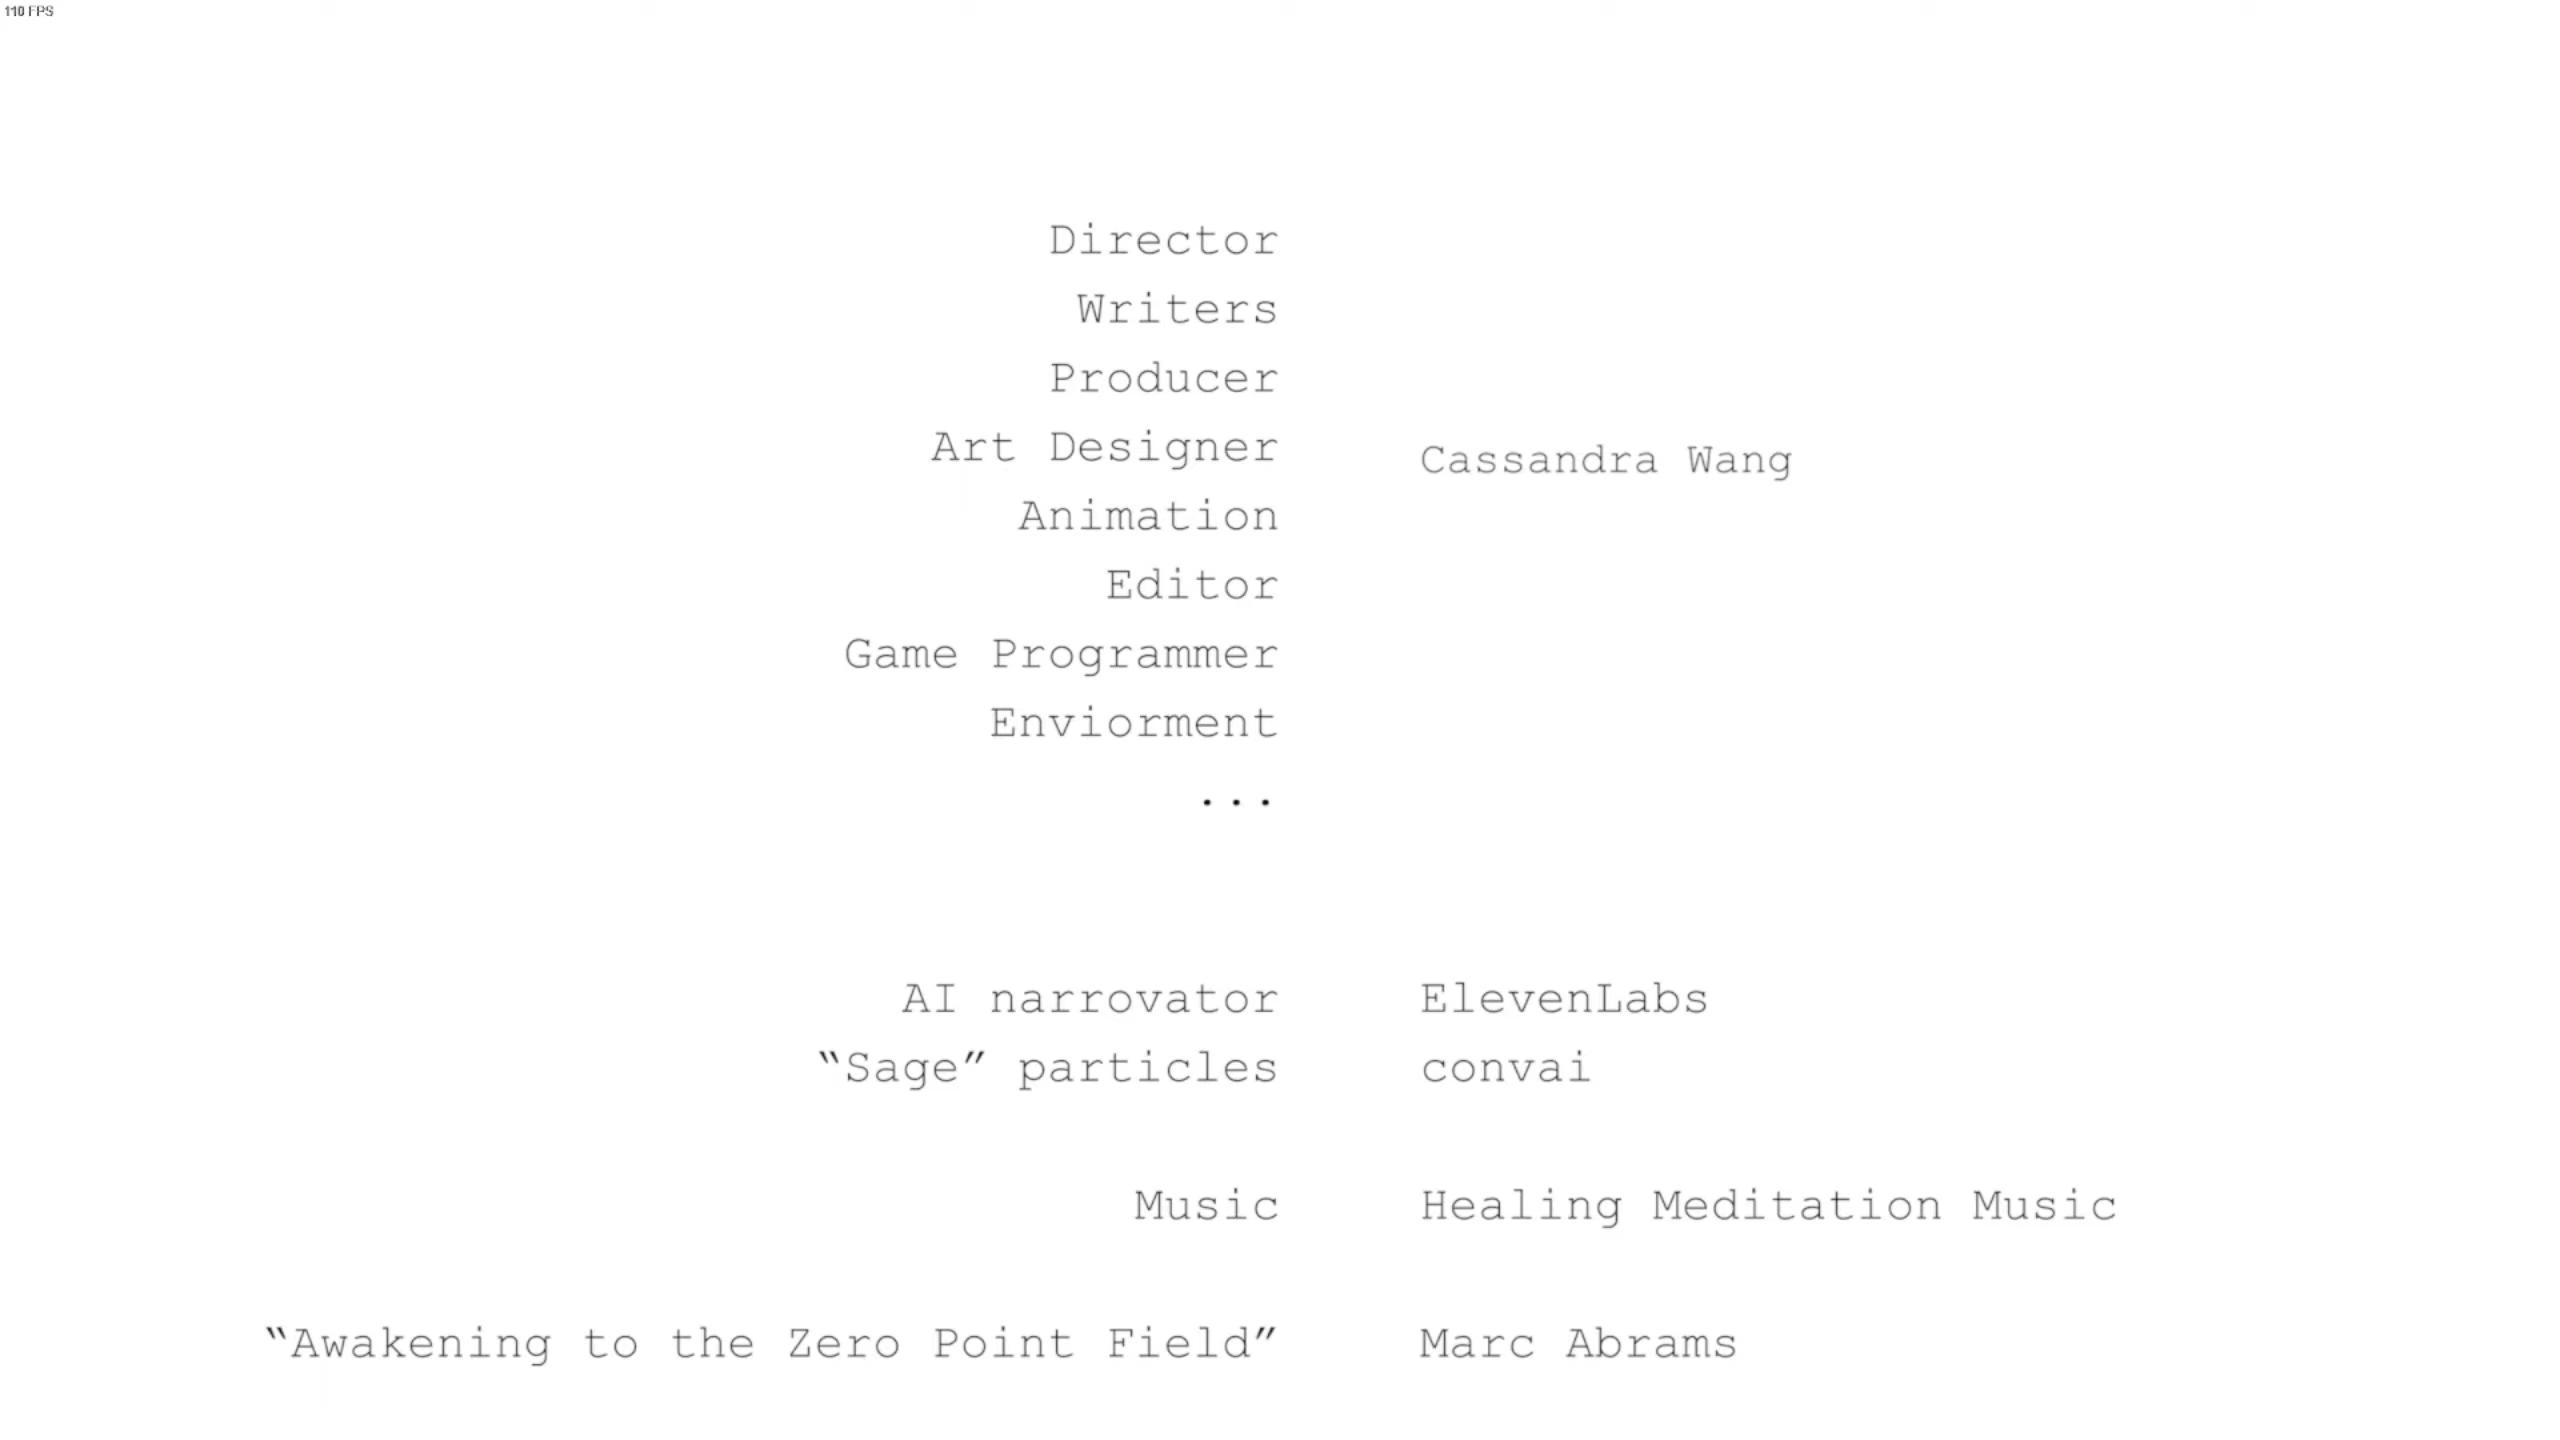 110 FPS
Director
Writers
Producer
Art Designer
Cassandra Wang
Animation
Editor
Game Programmer
Enviorment
...
AI narrovator ElevenLabs
“Sage” particles convai
Music Healing Meditation Music
“Awakening to the Zero Point Field” Marc Abrams